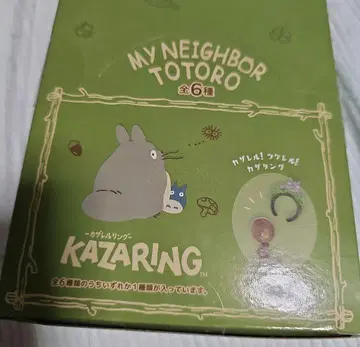 MY NEIGHBOR
TOTORO
全6種
カザレル! ツケレル!
カザリング
ーカザレルリングー
KAZARING™
全6種類のうちいずれか1種類が入っています。